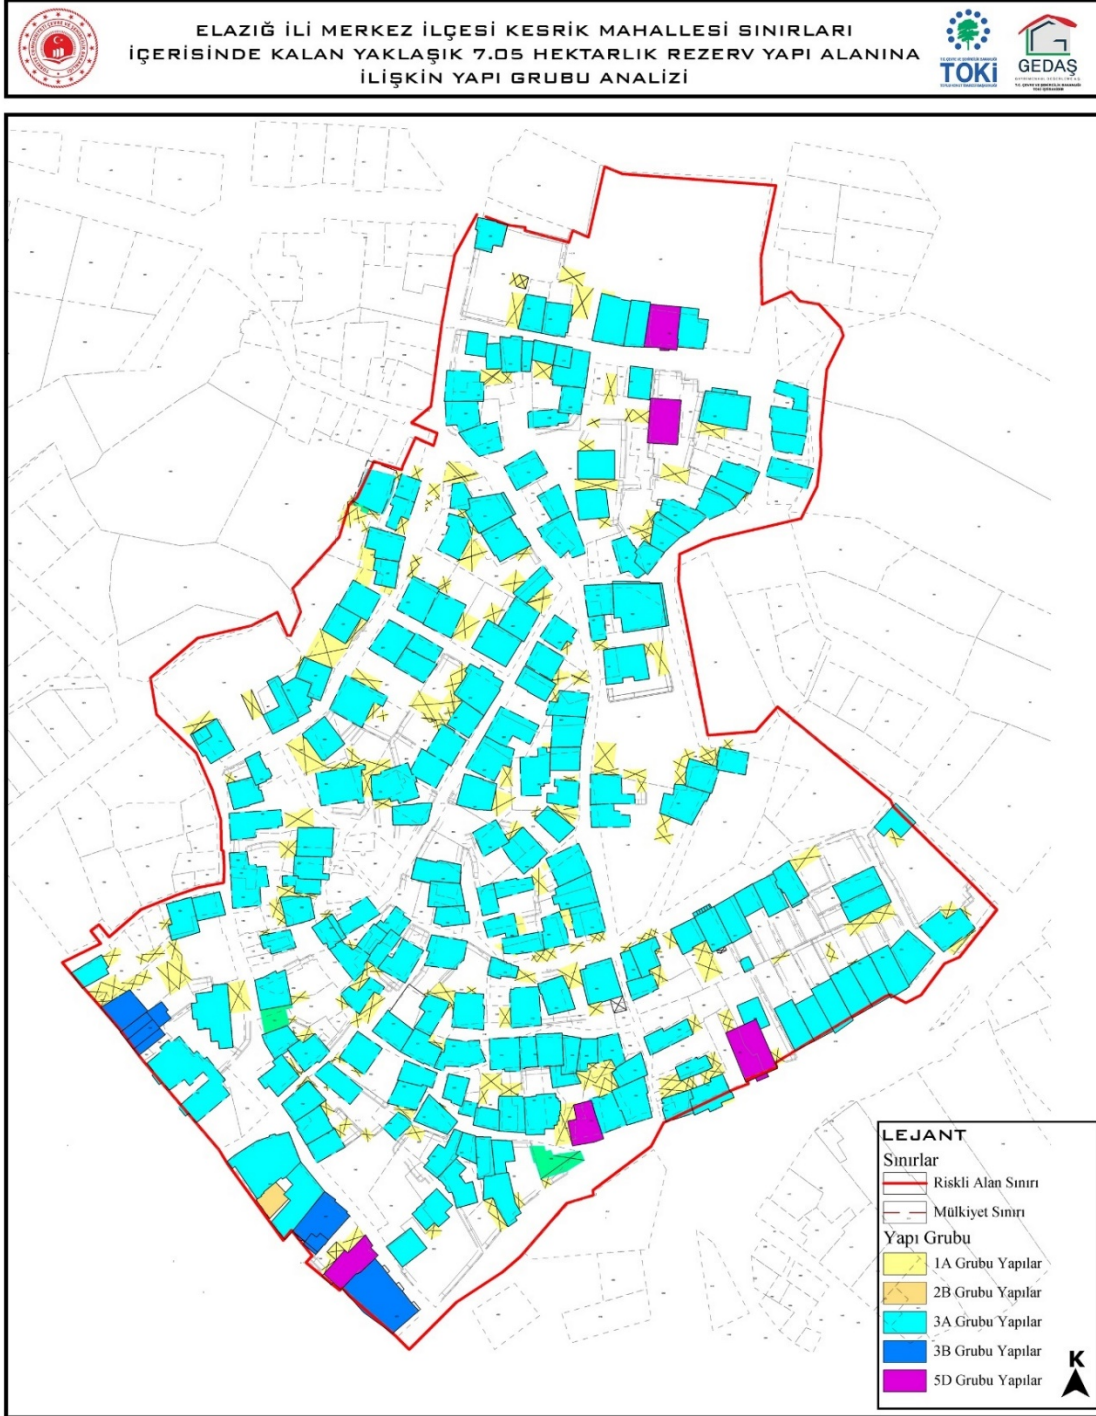 ELAZIĞ İLİ MERKEZ İLÇESİ KESRİK MAHALLESİ SINIRLARI
İÇERİSİNDE KALAN YAKLAŞIK 7.05 HEKTARLIK REZERV YAPI ALANINA
İLİŞKİN YAPI GRUBU ANALİZİ
TOKİ
GEDAŞ
LEJANT
Sınırlar
Riskli Alan Sınırı
Mülkiyet Sınırı
Yapı Grubu
1A Grubu Yapılar
2B Grubu Yapılar
3A Grubu Yapılar
3B Grubu Yapılar
5D Grubu Yapılar
K